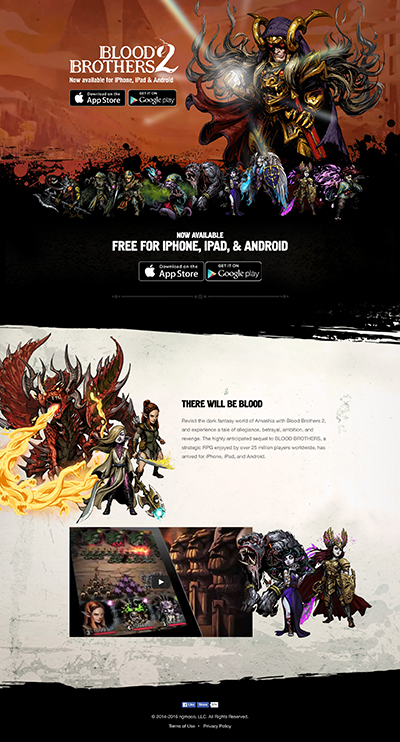 BLOOD
BROTHERS 2
Now available for iPhone, iPad & Android
Download on the
App Store
GET IT ON
Google play
NOW AVAILABLE
FREE FOR IPHONE, IPAD, & ANDROID
Download on the
App Store
GET IT ON
Google play
THERE WILL BE BLOOD
Revisit the dark fantasy world of Arnashia with Blood Brothers 2,
and experience a tale of allegiance, betrayal, ambition, and
revenge. The highly anticipated sequel to BLOOD BROTHERS, a
strategic RPG enjoyed by over 25 million players worldwide, has
arrived for iPhone, iPad, and Android.
Like Share
© 2014-2016 ngmoco, LLC. All Rights Reserved.
Terms of Use • Privacy Policy